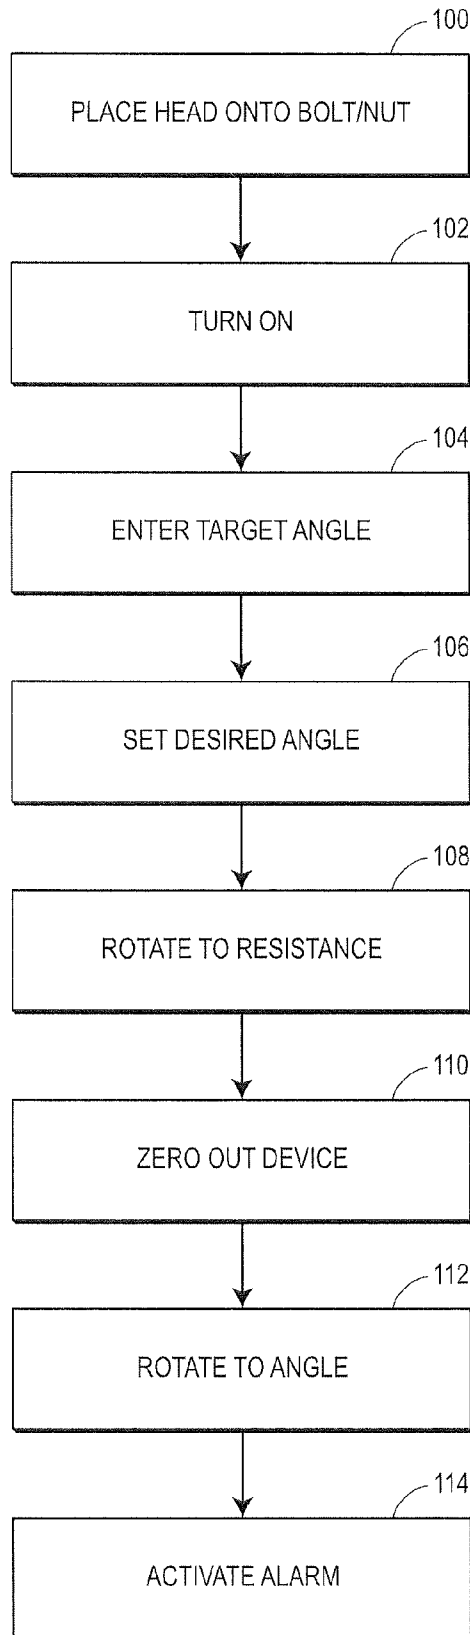 100
PLACE HEAD ONTO BOLT/NUT
102
TURN ON
104
ENTER TARGET ANGLE
106
SET DESIRED ANGLE
108
ROTATE TO RESISTANCE
110
ZERO OUT DEVICE
112
ROTATE TO ANGLE
114
ACTIVATE ALARM